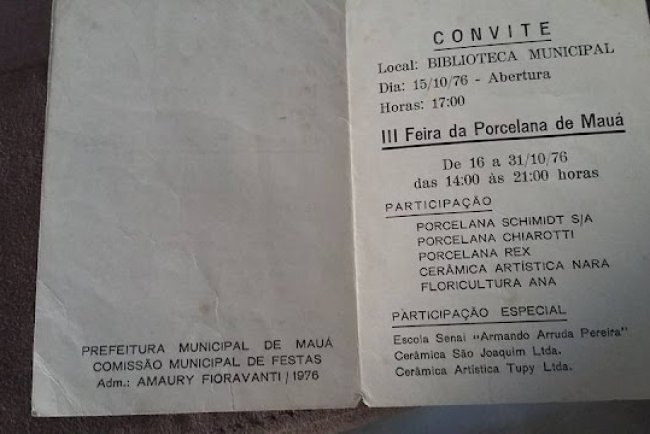 PREFEITURA MUNICIPAL DE MAUÁ
COMISSÃO MUNICIPAL DE FESTAS
Adm.: AMAURY FIORAVANTI / 1976
CONVITE
Local: BIBLIOTECA MUNICIPAL
Dia: 15/10/76 - Abertura
Horas: 17:00
III Feira da Porcelana de Mauá
De 16 a 31/10/76
das 14:00 às 21:00 horas
PARTICIPAÇÃO
PORCELANA SCHIMIDT S/A
PORCELANA CHIAROTTI
PORCELANA REX
CERÂMICA ARTÍSTICA NARA
FLORICULTURA ANA
PARTICIPAÇÃO ESPECIAL
Escola Senai "Armando Arruda Pereira"
Cerâmica São Joaquim Ltda.
Cerâmica Artística Tupy Ltda.